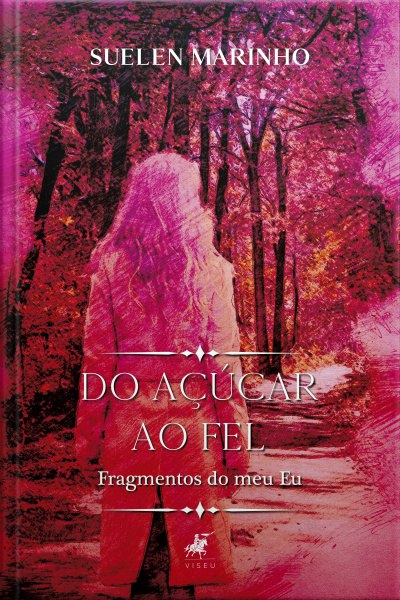 SUELEN MARINHO
DO AÇÚCAR
AO FEL
Fragmentos do meu Eu
VISEU